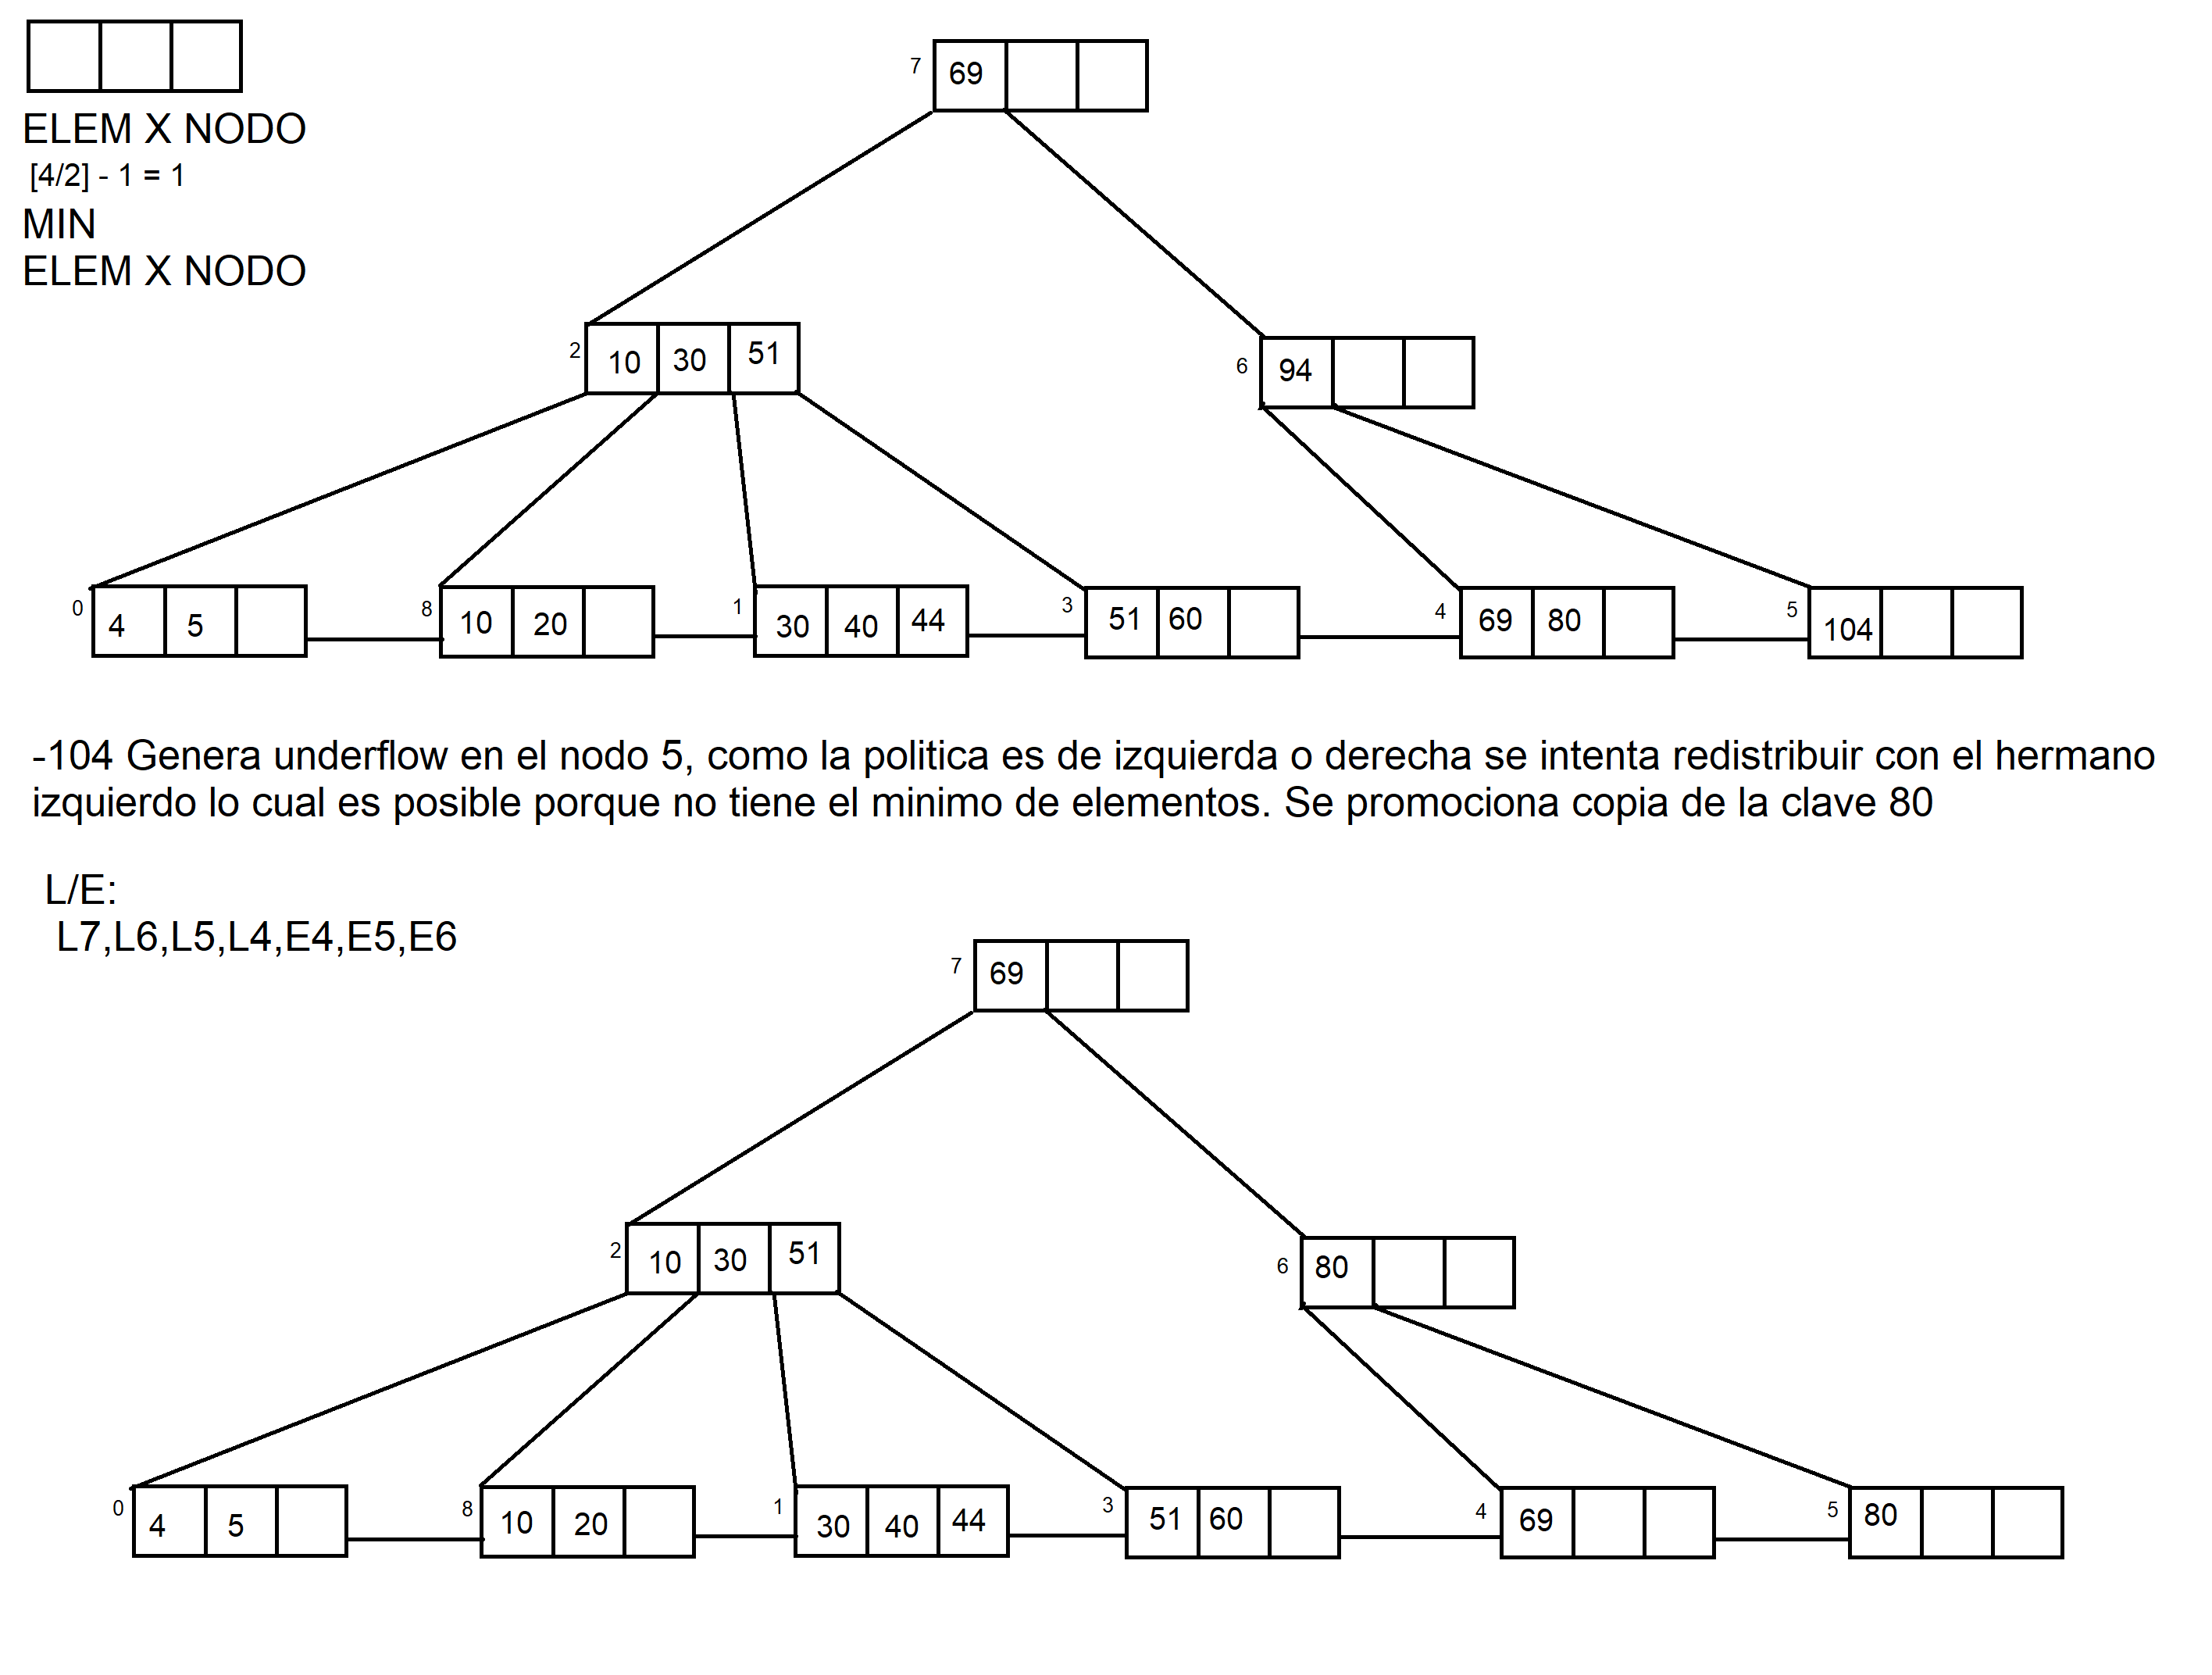 ELEM X NODO
[4/2] - 1 = 1
MIN
ELEM X NODO
7 69
2 10 30 51
6 94
0 4 5
8 10 20
1 30 40 44
3 51 60
4 69 80
5 104
-104 Genera underflow en el nodo 5, como la politica es de izquierda o derecha se intenta redistribuir con el hermano
izquierdo lo cual es posible porque no tiene el minimo de elementos. Se promociona copia de la clave 80
L/E:
L7,L6,L5,L4,E4,E5,E6
7 69
2 10 30 51
6 80
0 4 5
8 10 20
1 30 40 44
3 51 60
4 69
5 80